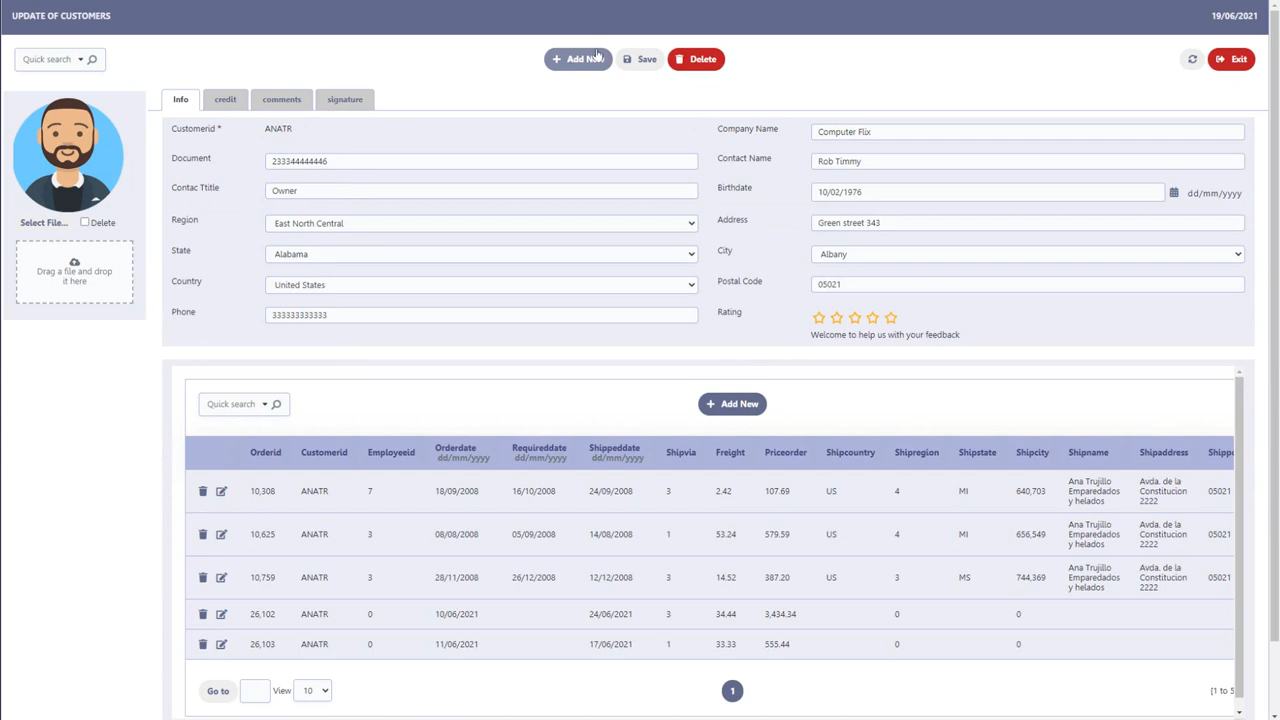 UPDATE OF CUSTOMERS 19/06/2021
Quick search Add New Save Delete Exit
Info credit comments signature
Customerid * ANATR Company Name Computer Flix
Document 233344444446 Contact Name Rob Timmy
Contac Ttitle Owner Birthdate 10/02/1976 dd/mm/yyyy
Region East North Central Address Green street 343
Select File... Delete
State Alabama City Albany
Drag a file and drop
it here
Country United States Postal Code 05021
Phone 333333333333 Rating
Welcome to help us with your feedback
Quick search Add New
Orderid Customerid Employeeid Orderdate Requireddate Shippeddate Shipvia Freight Priceorder Shipcountry Shipregion Shipstate Shipcity Shipname Shipaddress
dd/mm/yyyy dd/mm/yyyy dd/mm/yyyy
10,308 ANATR 7 18/09/2008 16/10/2008 24/09/2008 3 2.42 107.69 US 4 MI 640,703 Ana Trujillo Emparedados y helados Avda. de la Constitucion 2222 05021
10,625 ANATR 3 08/08/2008 05/09/2008 14/08/2008 1 53.24 579.59 US 4 MI 656,549 Ana Trujillo Emparedados y helados Avda. de la Constitucion 2222 05021
10,759 ANATR 3 28/11/2008 26/12/2008 12/12/2008 3 14.52 387.20 US 3 MS 744,369 Ana Trujillo Emparedados y helados Avda. de la Constitucion 2222 05021
26,102 ANATR 0 10/06/2021 24/06/2021 3 34.44 3,434.34 0 0
26,103 ANATR 0 11/06/2021 17/06/2021 1 33.33 555.44 0 0
Go to View 10 1 [1 to 5